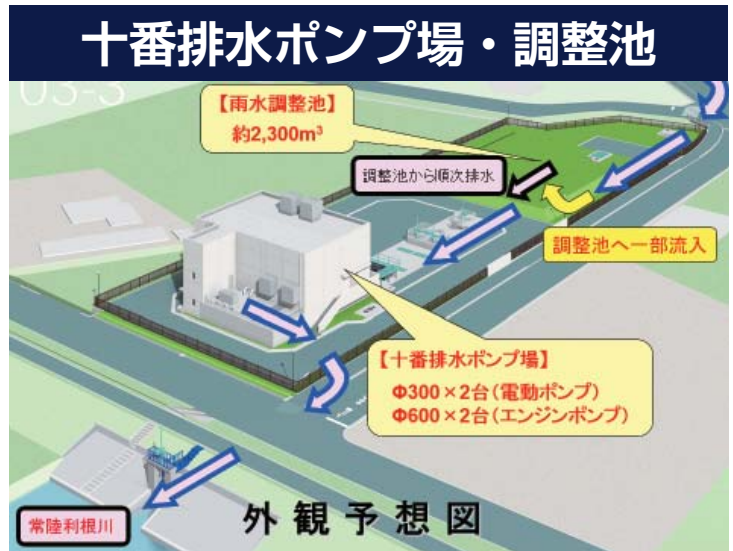 十番排水ポンプ場・調整池
03-3
【雨水調整池】
約2,300m³
調整池から順次排水
調整池へ一部流入
【十番排水ポンプ場】
Φ300×2台(電動ポンプ)
Φ600×2台(エンジンポンプ)
常陸利根川
外観予想図